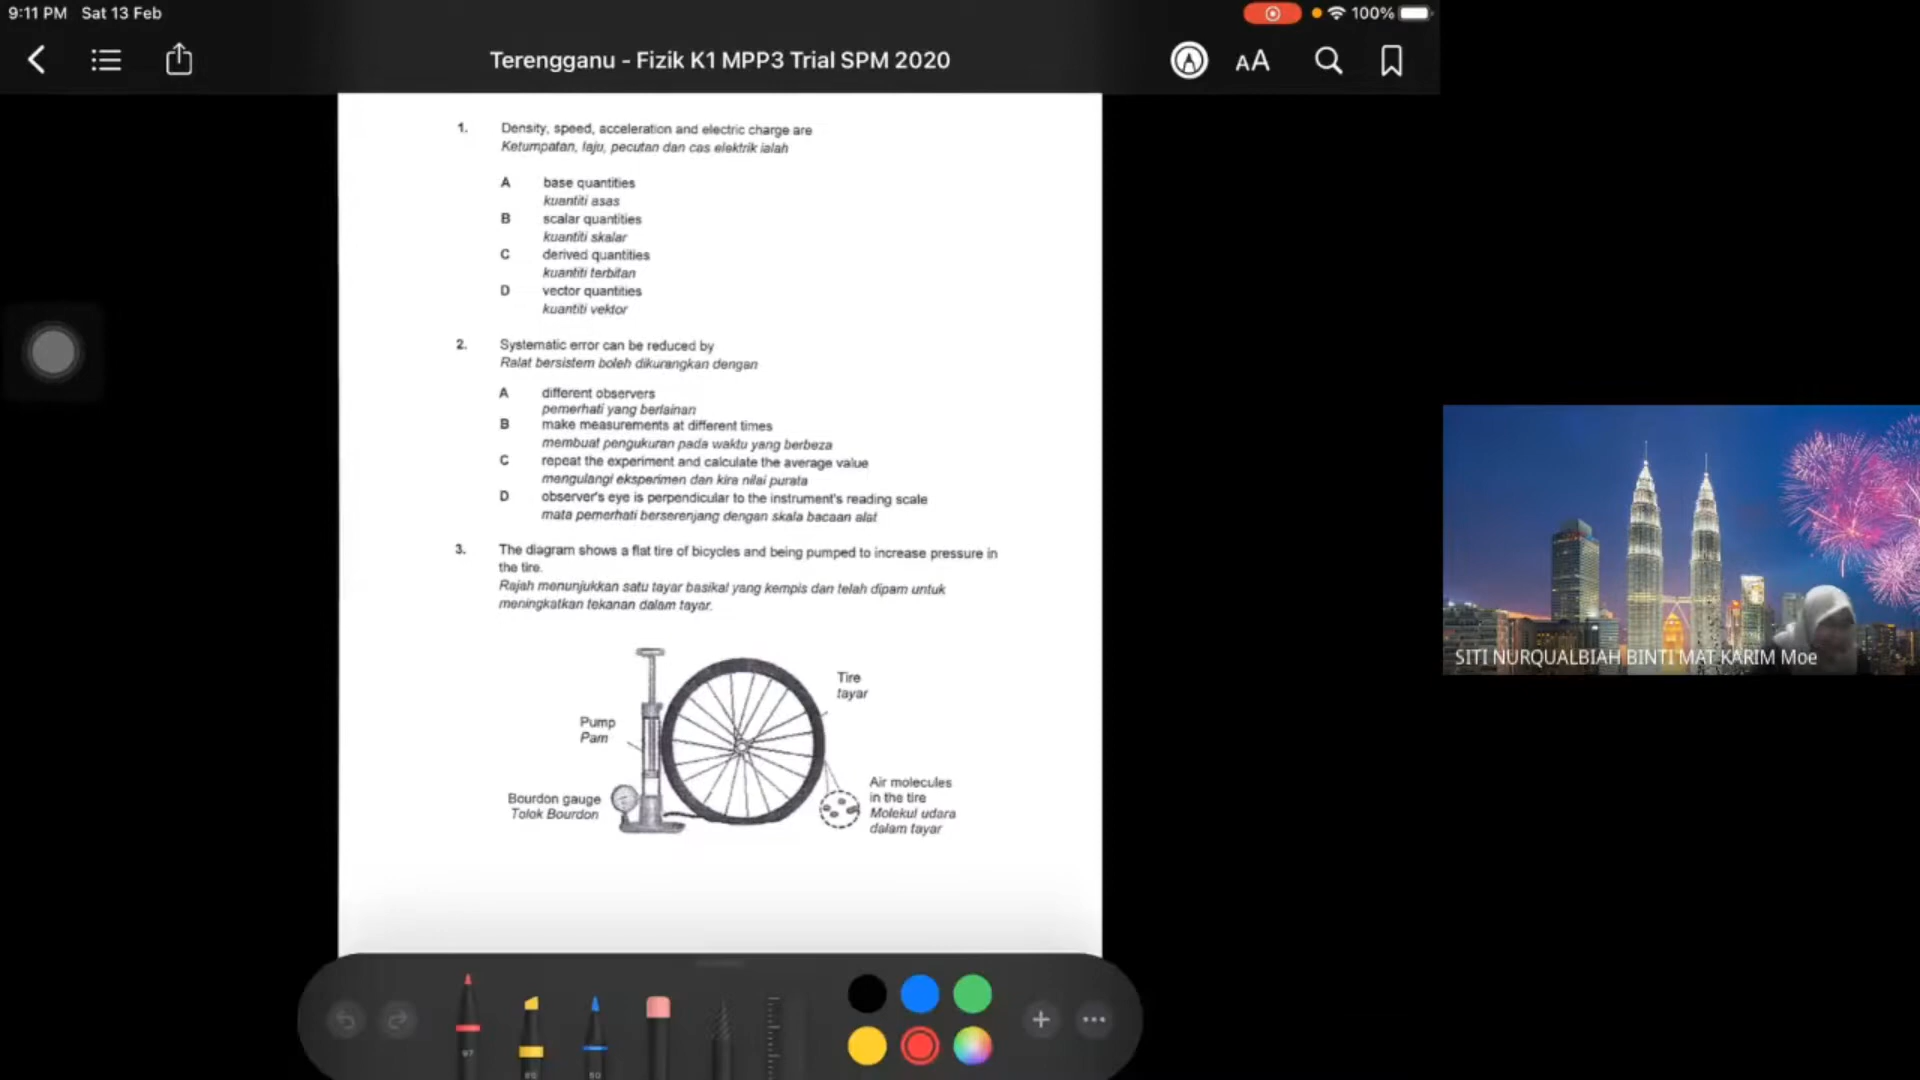 9:11 PM Sat 13 Feb
100%
Terengganu - Fizik K1 MPP3 Trial SPM 2020
AA
1. Density, speed, acceleration and electric charge are
Ketumpatan, laju, pecutan dan cas elektrik ialah
A base quantities
kuantiti asas
B scalar quantities
kuantiti skalar
C derived quantities
kuantiti terbitan
D vector quantities
kuantiti vektor
2. Systematic error can be reduced by
Ralat bersistem boleh dikurangkan dengan
A different observers
pemerhati yang berlainan
B make measurements at different times
membuat pengukuran pada waktu yang berbeza
C repeat the experiment and calculate the average value
mengulangi eksperimen dan kira nilai purata
D observer's eye is perpendicular to the instrument's reading scale
mata pemerhati berserenjang dengan skala bacaan alat
3. The diagram shows a flat tire of bicycles and being pumped to increase pressure in
the tire.
Rajah menunjukkan satu tayar basikal yang kempis dan telah dipam untuk
meningkatkan tekanan dalam tayar.
Tire
tayar
Pump
Pam
Bourdon gauge
Tolok Bourdon
Air molecules
in the tire
Molekul udara
dalam tayar
SITI NURQUALBIAH BINTI MAT KARIM Moe
97
80
50